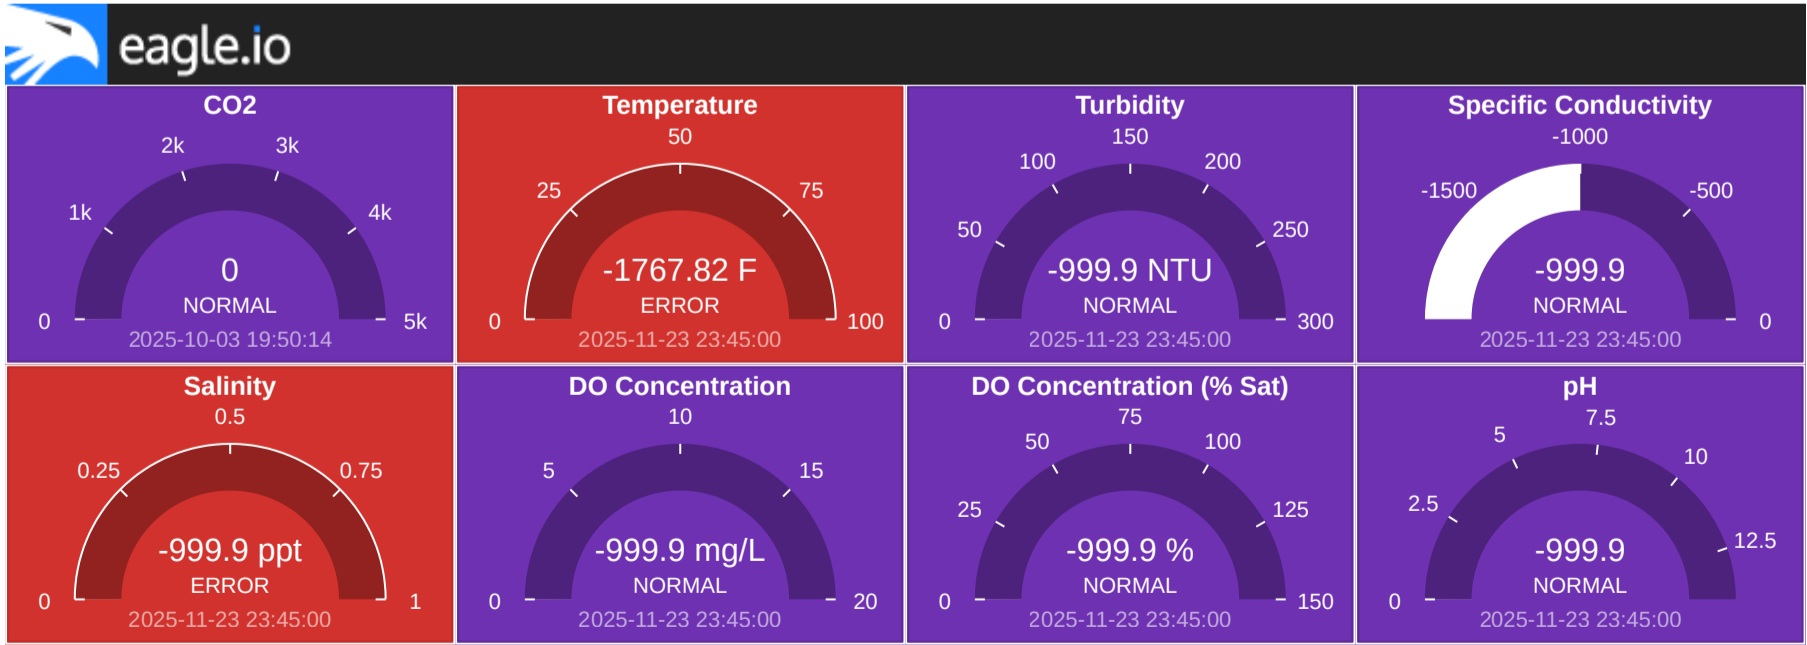 eagle.io
CO2
2k
3k
1k
4k
0
NORMAL
0
5k
2025-10-03 19:50:14
Temperature
50
25
75
-1767.82 F
ERROR
0
100
2025-11-23 23:45:00
Turbidity
150
100
200
50
250
-999.9 NTU
NORMAL
0
300
2025-11-23 23:45:00
Specific Conductivity
-1000
-1500
-500
-999.9
NORMAL
0
2025-11-23 23:45:00
Salinity
0.5
0.25
0.75
-999.9 ppt
ERROR
0
1
2025-11-23 23:45:00
DO Concentration
10
5
15
-999.9 mg/L
NORMAL
0
20
2025-11-23 23:45:00
DO Concentration (% Sat)
75
50
100
25
125
-999.9 %
NORMAL
0
150
2025-11-23 23:45:00
pH
7.5
5
10
2.5
12.5
-999.9
NORMAL
0
2025-11-23 23:45:00